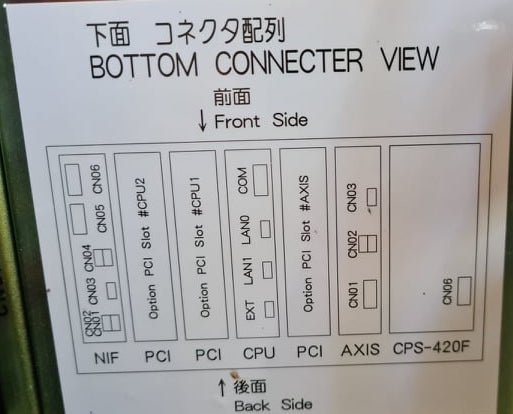 下面 コネクタ配列
BOTTOM CONNECTER VIEW
前面
↓ Front Side
CN06
CN05
CN04
CN03
CN02
CN01
NIF
Option PCI Slot #CPU2
PCI
Option PCI Slot #CPU1
PCI
COM
LAN0
LAN1
EXT
CPU
Option PCI Slot #AXIS
PCI
CN03
CN02
CN01
AXIS
CN06
CPS-420F
↑ 後面
Back Side